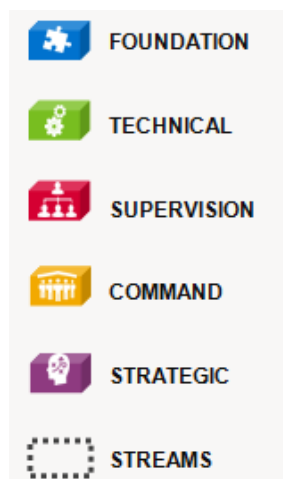 FOUNDATION
TECHNICAL
SUPERVISION
COMMAND
STRATEGIC
STREAMS